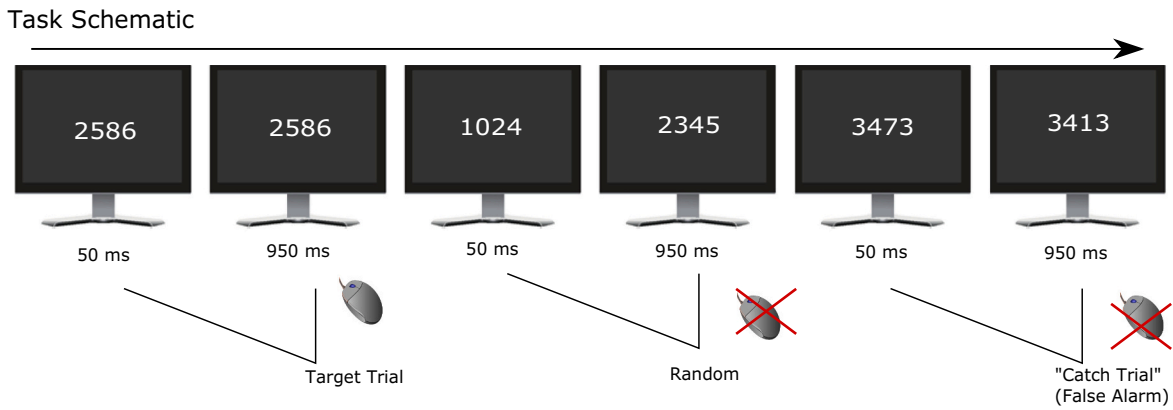 Task Schematic
2586
2586
1024
2345
3473
3413
50 ms
950 ms
50 ms
950 ms
50 ms
950 ms
Target Trial
Random
"Catch Trial"
(False Alarm)